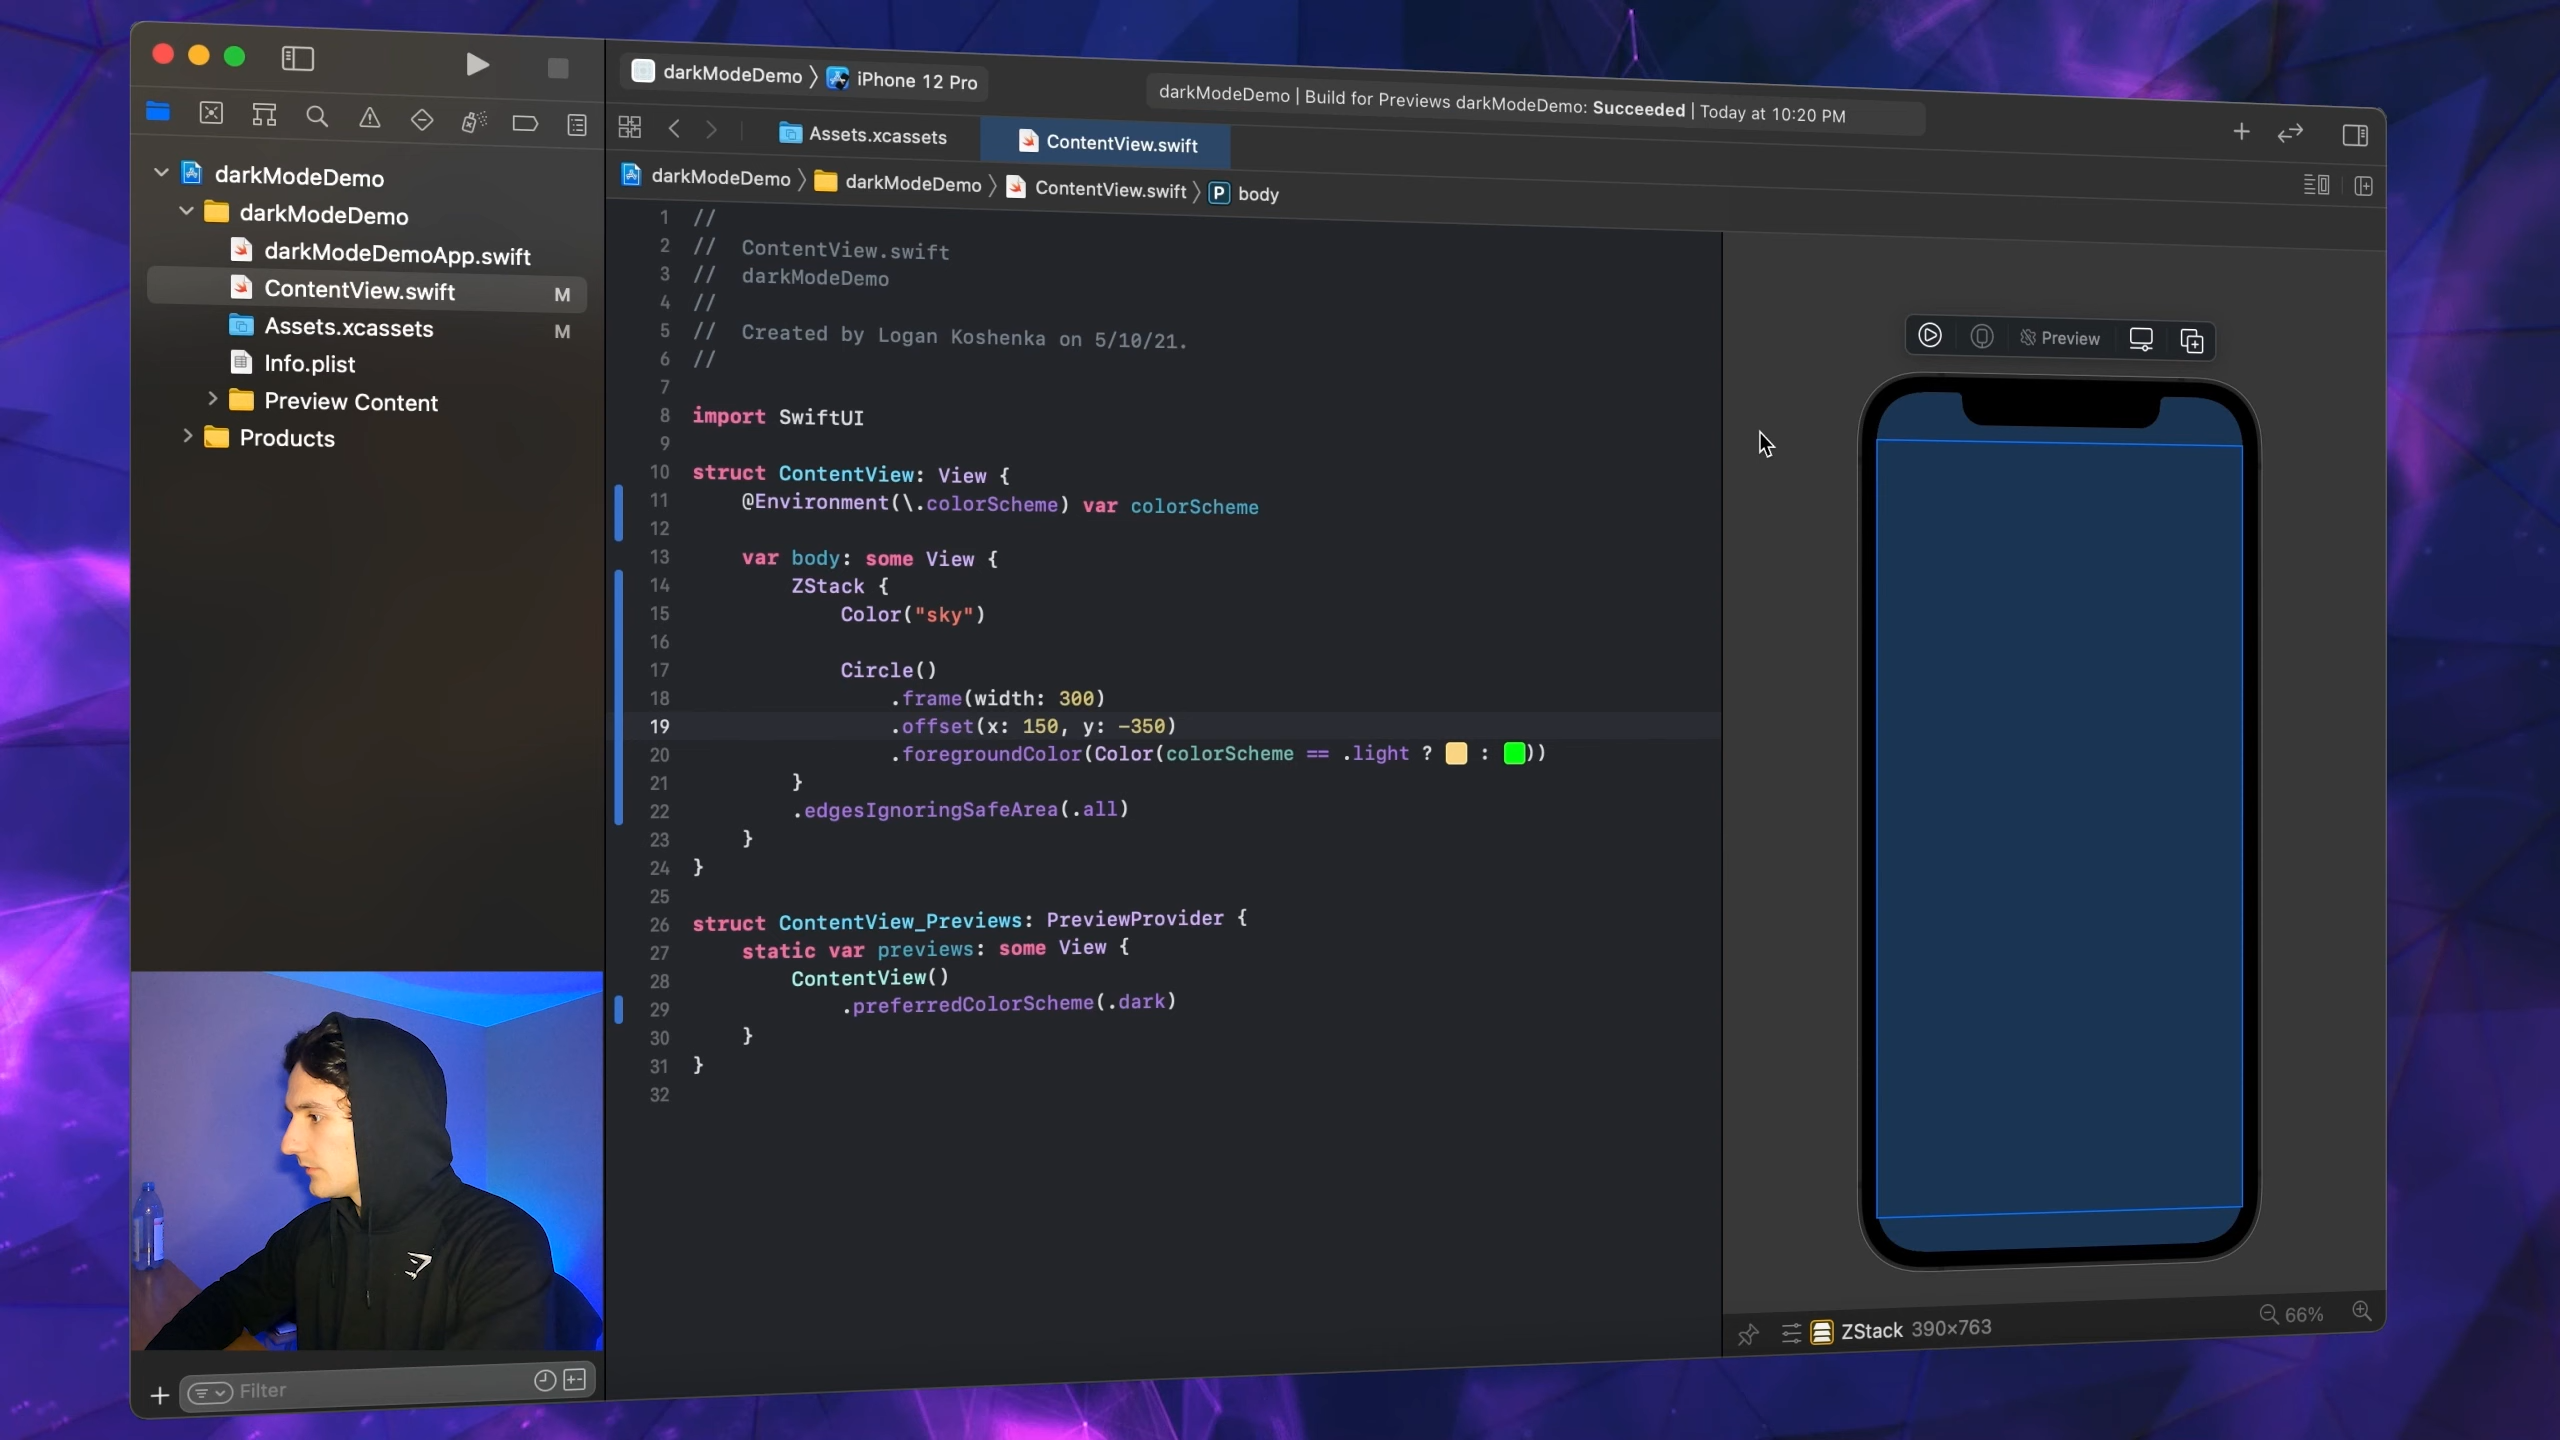 darkModeDemo 〉 iPhone 12 Pro
darkModeDemo | Build for Previews darkModeDemo: Succeeded | Today at 10:20 PM
Assets.xcassets
ContentView.swift
darkModeDemo 〉 darkModeDemo 〉 ContentView.swift 〉 P body
darkModeDemo
darkModeDemo
darkModeDemoApp.swift
ContentView.swift M
Assets.xcassets M
Info.plist
Preview Content
Products
Filter
1 //
2 //  ContentView.swift
3 //  darkModeDemo
4 //
5 //  Created by Logan Koshenka on 5/10/21.
6 //
7
8 import SwiftUI
9
10 struct ContentView: View {
11     @Environment(\.colorScheme) var colorScheme
12
13     var body: some View {
14         ZStack {
15             Color("sky")
16
17             Circle()
18                 .frame(width: 300)
19                 .offset(x: 150, y: -350)
20                 .foregroundColor(Color(colorScheme == .light ? : ))
21         }
22         .edgesIgnoringSafeArea(.all)
23     }
24 }
25
26 struct ContentView_Previews: PreviewProvider {
27     static var previews: some View {
28         ContentView()
29             .preferredColorScheme(.dark)
30     }
31 }
32
Preview
ZStack 390×763
66%